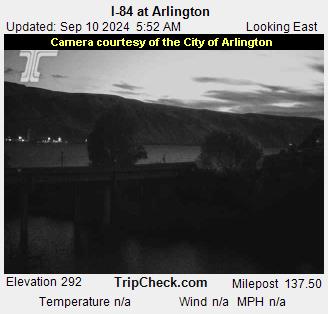 I-84 at Arlington
Updated: Sep 10 2024 5:52 AM Looking East
Camera courtesy of the City of Arlington
Elevation 292 TripCheck.com Milepost 137.50
Temperature n/a Wind n/a MPH n/a